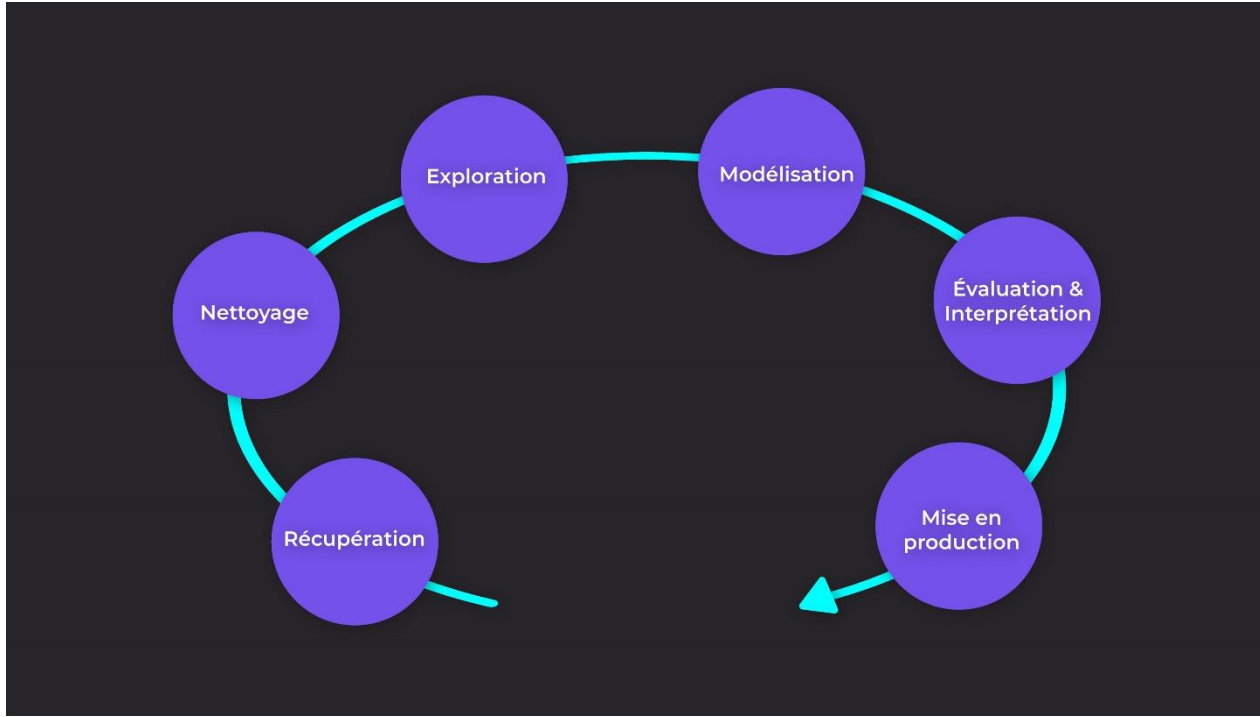 Récupération
Nettoyage
Exploration
Modélisation
Évaluation &
Interprétation
Mise en
production